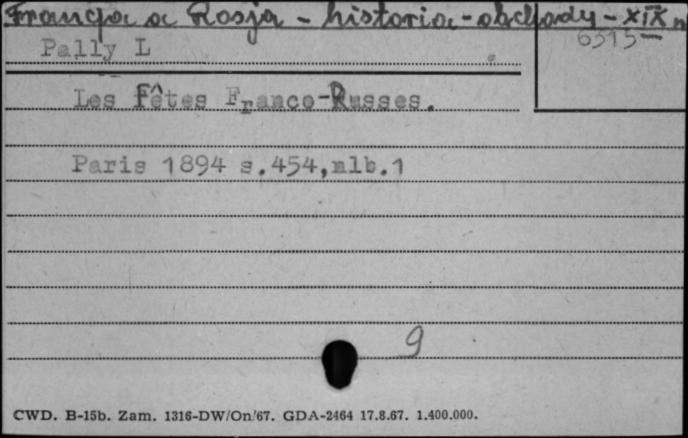 Francja a Rosja - historia - obchody - XIX w
6515
Pally L
Les Fêtes Franco-Russes.
Paris 1894 s.454, nlb.1
9
CWD. B-15b. Zam. 1316-DW/On/67. GDA-2464 17.8.67. 1.400.000.